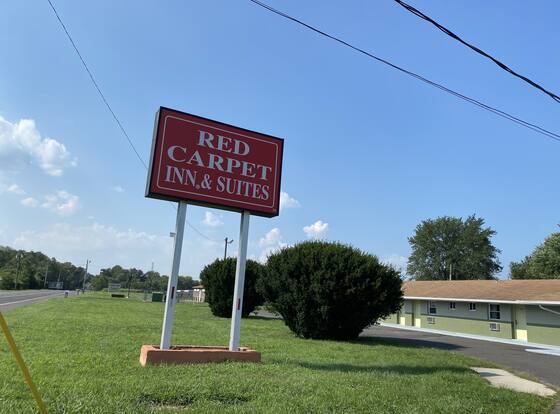 RED
CARPET
INN® & SUITES